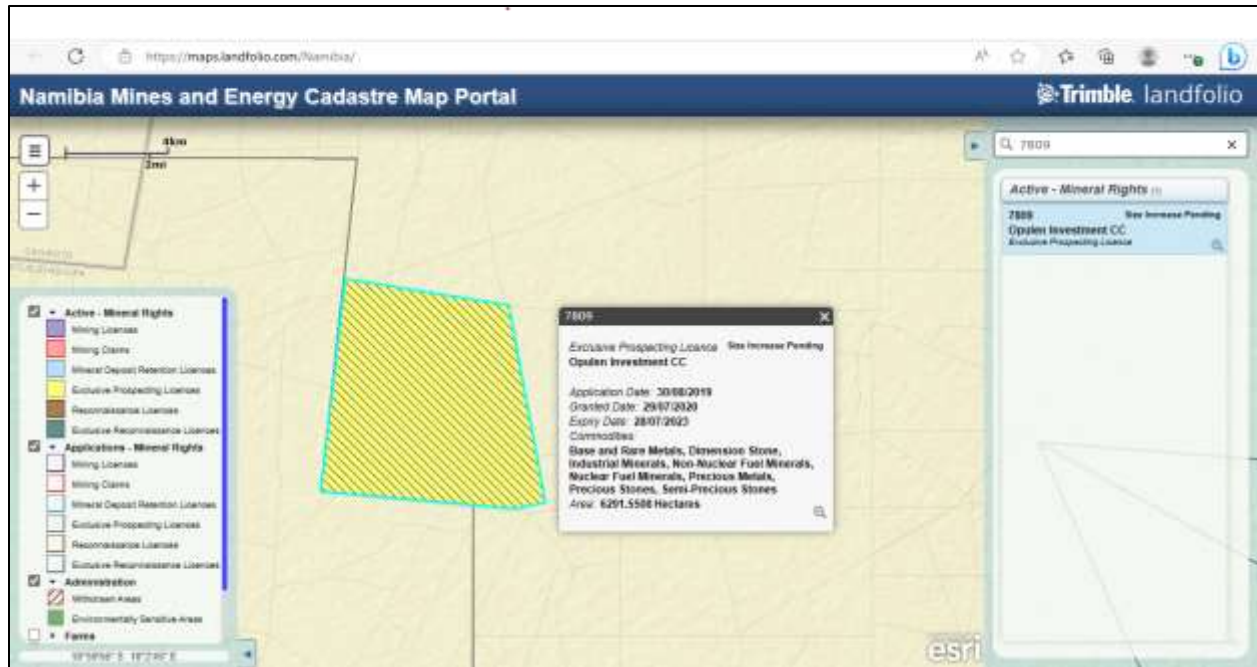 https://maps.landfolio.com/Namibia/
Namibia Mines and Energy Cadastre Map Portal
Trimble landfolio
4km
2mi
7809
Active - Mineral Rights (1)
7809 Size Increase Pending
Opulen Investment CC
Exclusive Prospecting Licence
Active - Mineral Rights
Mining Licenses
Mining Claims
Mineral Deposit Retention Licenses
Exclusive Prospecting Licenses
Reconnaissance Licenses
Exclusive Reconnaissance Licenses
Applications - Mineral Rights
Mining Licenses
Mining Claims
Mineral Deposit Retention Licenses
Exclusive Prospecting Licenses
Reconnaissance Licenses
Exclusive Reconnaissance Licenses
Administration
Withdrawn Areas
Environmentally Sensitive Areas
Farms
7809
Exclusive Prospecting Licence Size Increase Pending
Opulen Investment CC
Application Date: 30/08/2019
Granted Date: 29/07/2020
Expiry Date: 28/07/2023
Commodities
Base and Rare Metals, Dimension Stone,
Industrial Minerals, Non-Nuclear Fuel Minerals,
Nuclear Fuel Minerals, Precious Metals,
Precious Stones, Semi-Precious Stones
Area: 6201.5508 Hectares
esri